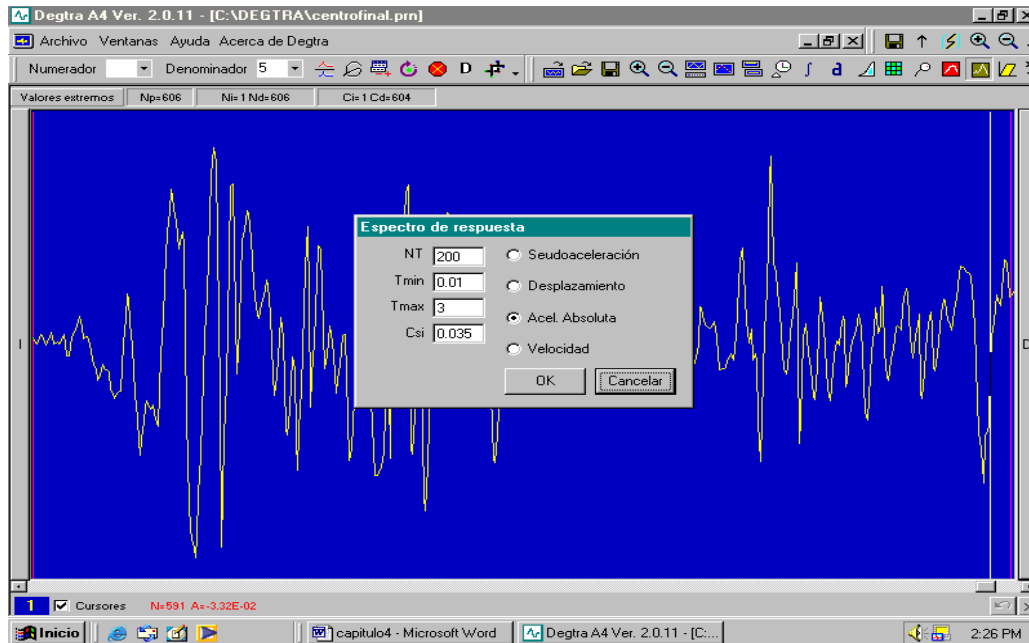 Degtra A4 Ver. 2.0.11 - [C:\DEGTRA\centrofinal.prn]
Archivo Ventanas Ayuda Acerca de Degtra
Numerador Denominador 5 D ∫ a
Valores extremos Np=606 Ni=1 Nd=606 Ci=1 Cd=604
Espectro de respuesta
NT 200 Seudoaceleración
Tmin 0.01 Desplazamiento
Tmax 3 Acel. Absoluta
Csi 0.035 Velocidad
OK Cancelar
I D
1 Cursores N=591 A=-3.32E-02
Inicio capitulo4 - Microsoft Word Degtra A4 Ver. 2.0.11 - [C:... 2:26 PM